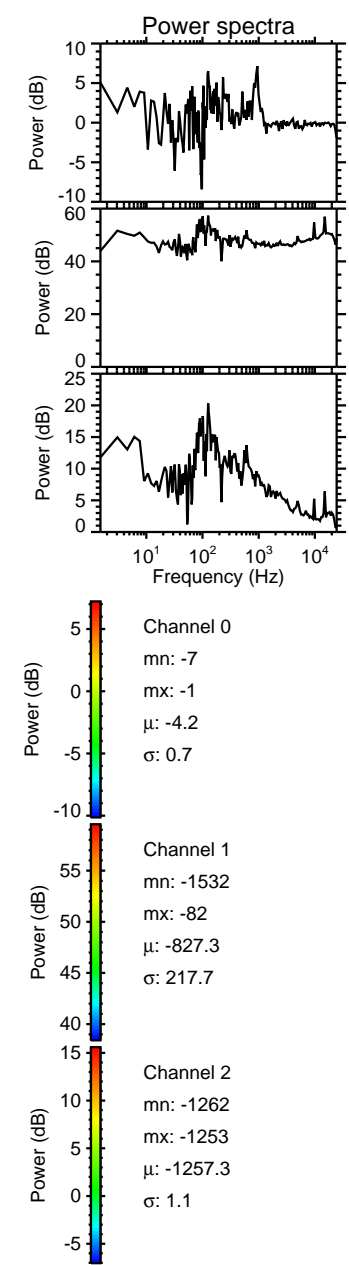 Power spectra
10
5
0
-5
-10
Power (dB)
60
40
20
0
Power (dB)
25
20
15
10
5
0
Power (dB)
10¹ 10² 10³ 10⁴
Frequency (Hz)
5
0
-5
-10
Power (dB)
Channel 0
mn: -7
mx: -1
μ: -4.2
σ: 0.7
55
50
45
40
Power (dB)
Channel 1
mn: -1532
mx: -82
μ: -827.3
σ: 217.7
15
10
5
0
-5
Power (dB)
Channel 2
mn: -1262
mx: -1253
μ: -1257.3
σ: 1.1